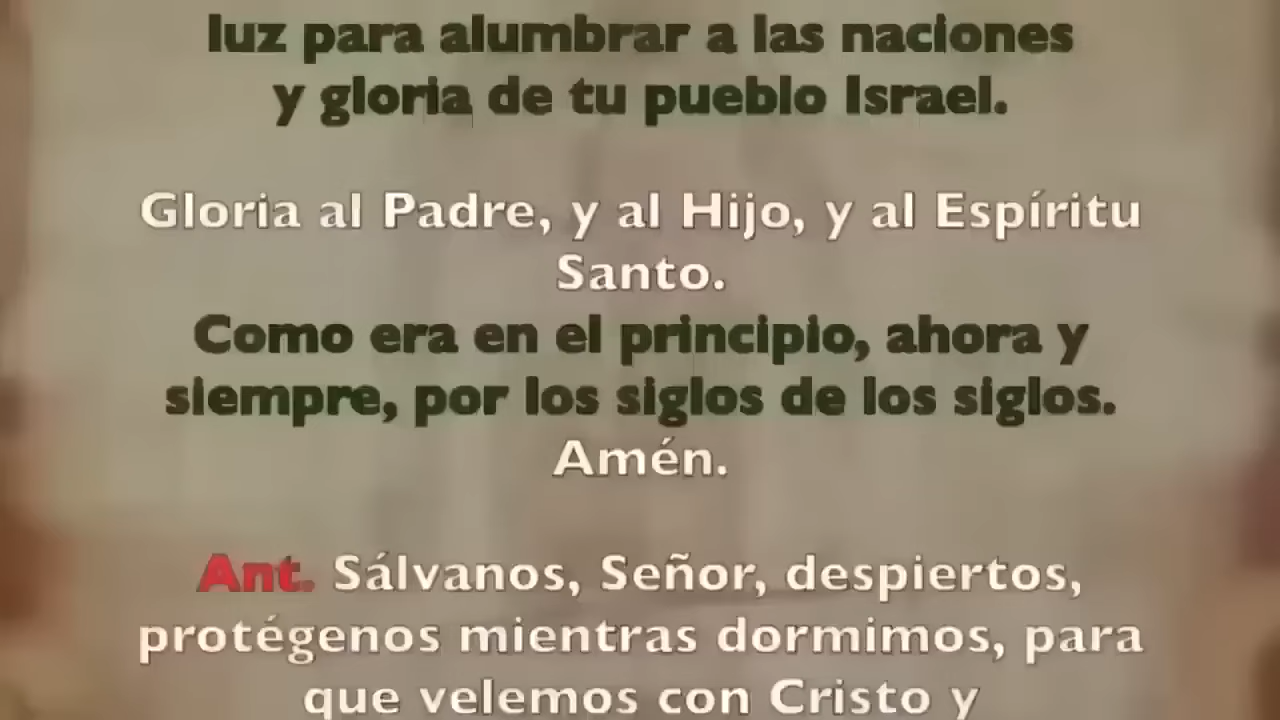 luz para alumbrar a las naciones
y gloria de tu pueblo Israel.
Gloria al Padre, y al Hijo, y al Espíritu
Santo.
Como era en el principio, ahora y
siempre, por los siglos de los siglos.
Amén.
Ant. Sálvanos, Señor, despiertos,
protégenos mientras dormimos, para
que velemos con Cristo y